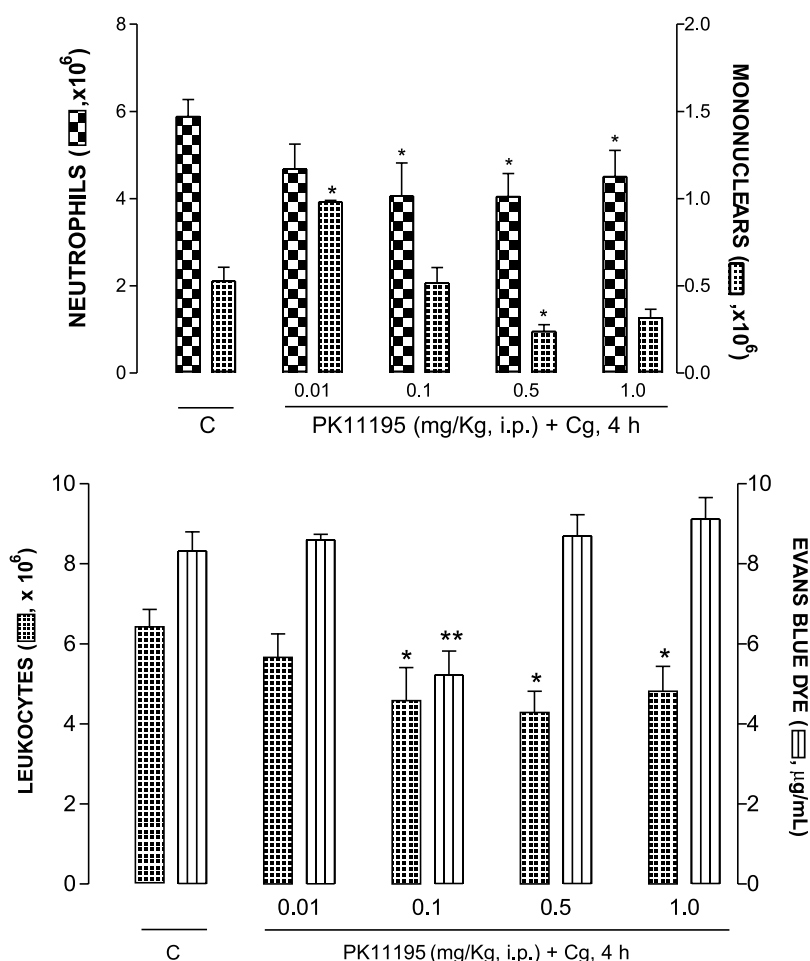 8
6
4
2
0
NEUTROPHILS ( ,x10⁶)
2.0
1.5
1.0
0.5
0.0
MONONUCLEARS ( ,x10⁶)
* * * * *
0.01 0.1 0.5 1.0
C PK11195 (mg/Kg, i.p.) + Cg, 4 h
10
8
6
4
2
0
LEUKOCYTES ( , x 10⁶)
10
8
6
4
2
0
EVANS BLUE DYE ( , µg/mL)
* ** * *
0.01 0.1 0.5 1.0
C PK11195 (mg/Kg, i.p.) + Cg, 4 h